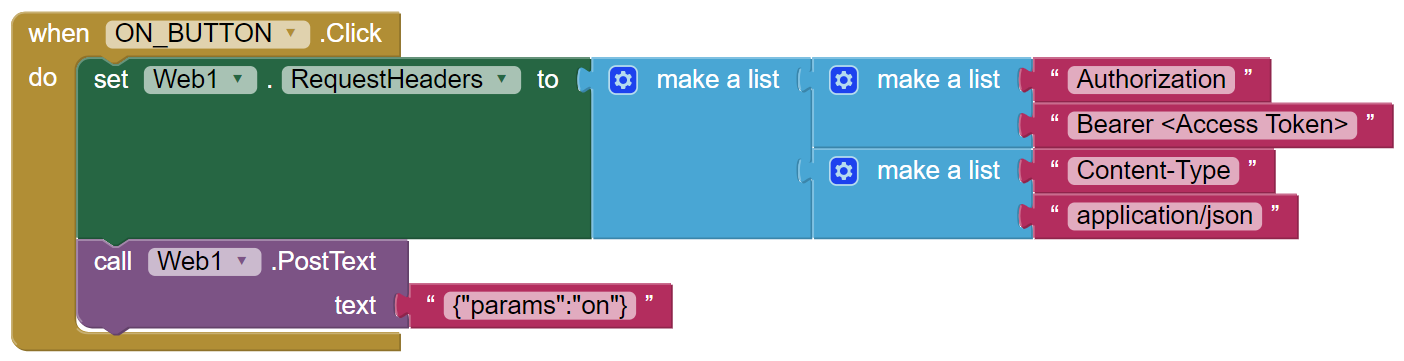 when ON_BUTTON .Click
do set Web1 . RequestHeaders to make a list make a list “ Authorization ”
“ Bearer <Access Token> ”
make a list “ Content-Type ”
“ application/json ”
call Web1 .PostText
text “ {"params":"on"} ”